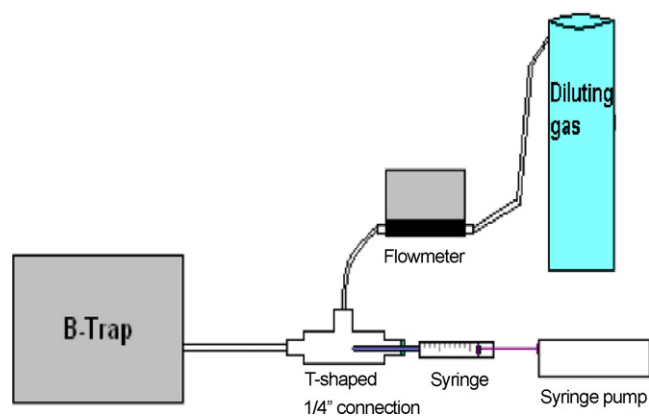 Diluting
gas
Flowmeter
B-Trap
T-shaped
1/4" connection
Syringe
Syringe pump